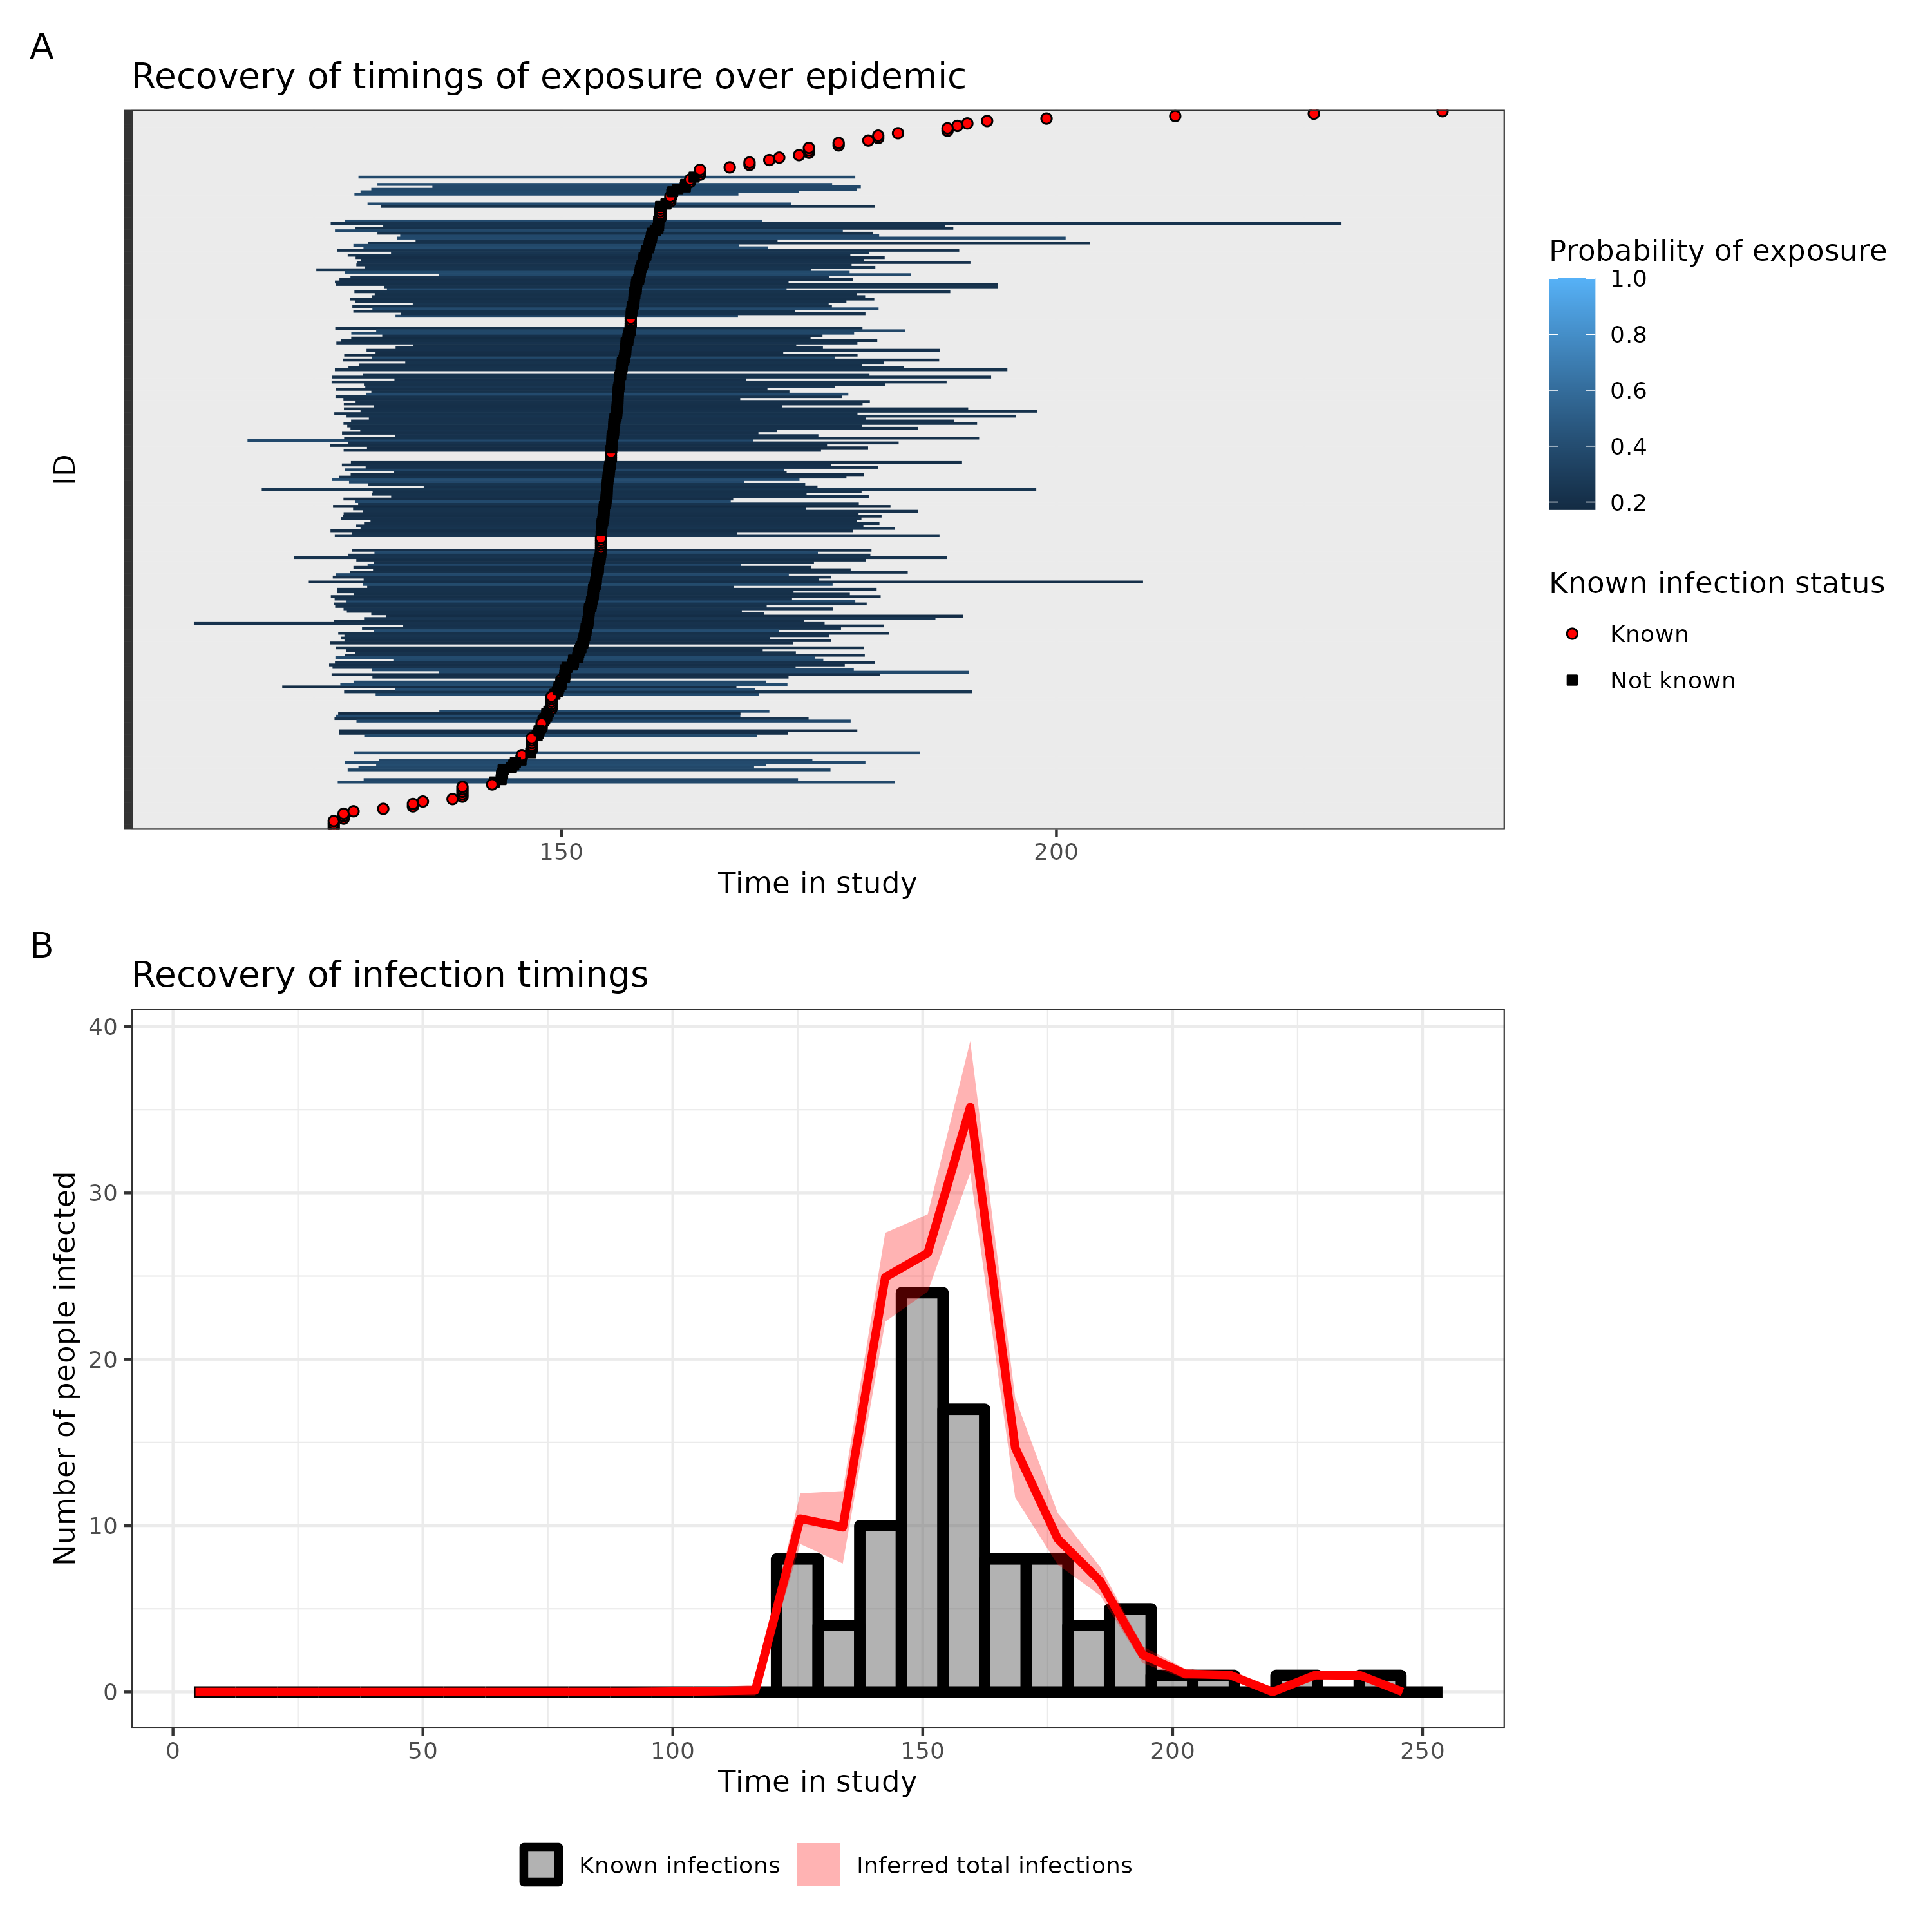 A
Recovery of timings of exposure over epidemic
ID
150 200
Time in study
Probability of exposure
1.0
0.8
0.6
0.4
0.2
Known infection status
Known
Not known
B
Recovery of infection timings
Number of people infected
40
30
20
10
0
0 50 100 150 200 250
Time in study
Known infections Inferred total infections